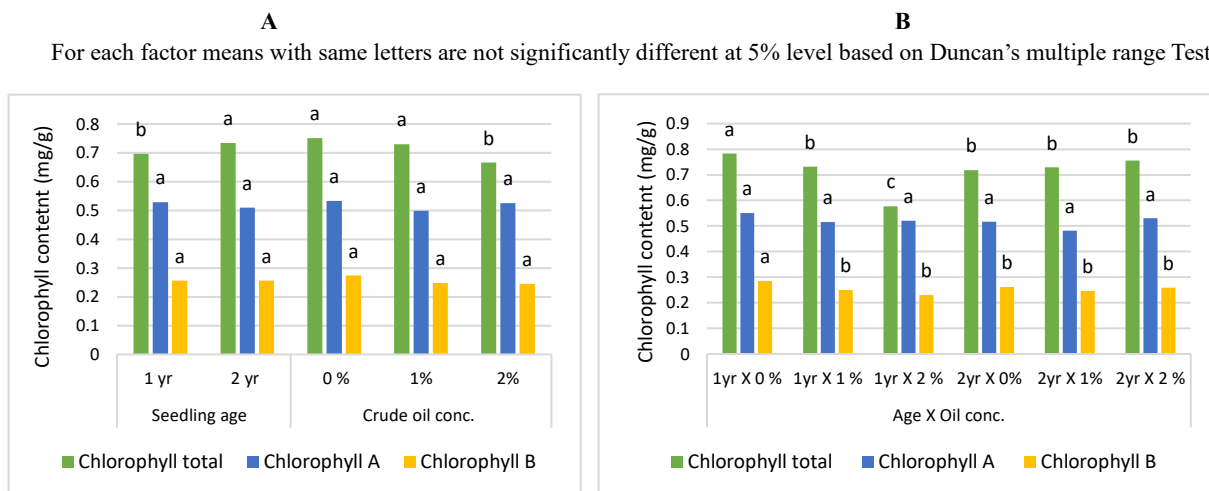 A
B
For each factor means with same letters are not significantly different at 5% level based on Duncan's multiple range Test
Chlorophyll contetnt (mg/g)
0.8
0.7
0.6
0.5
0.4
0.3
0.2
0.1
0
b
a
a
a
a
a
a
a
a
a
b
a
a
a
a
1 yr
2 yr
0 %
1%
2%
Seedling age
Crude oil conc.
Chlorophyll total
Chlorophyll A
Chlorophyll B
Chlorophyll contetnt (mg/g)
0.9
0.8
0.7
0.6
0.5
0.4
0.3
0.2
0.1
0
a
a
a
b
a
b
c
a
b
b
a
b
b
a
b
b
a
b
1yr X 0 %
1yr X 1 %
1yr X 2 %
2yr X 0%
2yr X 1%
2yr X 2 %
Age X Oil conc.
Chlorophyll total
Chlorophyll A
Chlorophyll B